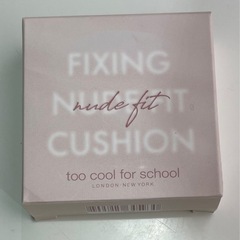 FIXING
NUDE FIT
nude fit
CUSHION
too cool for school
LONDON NEW YORK